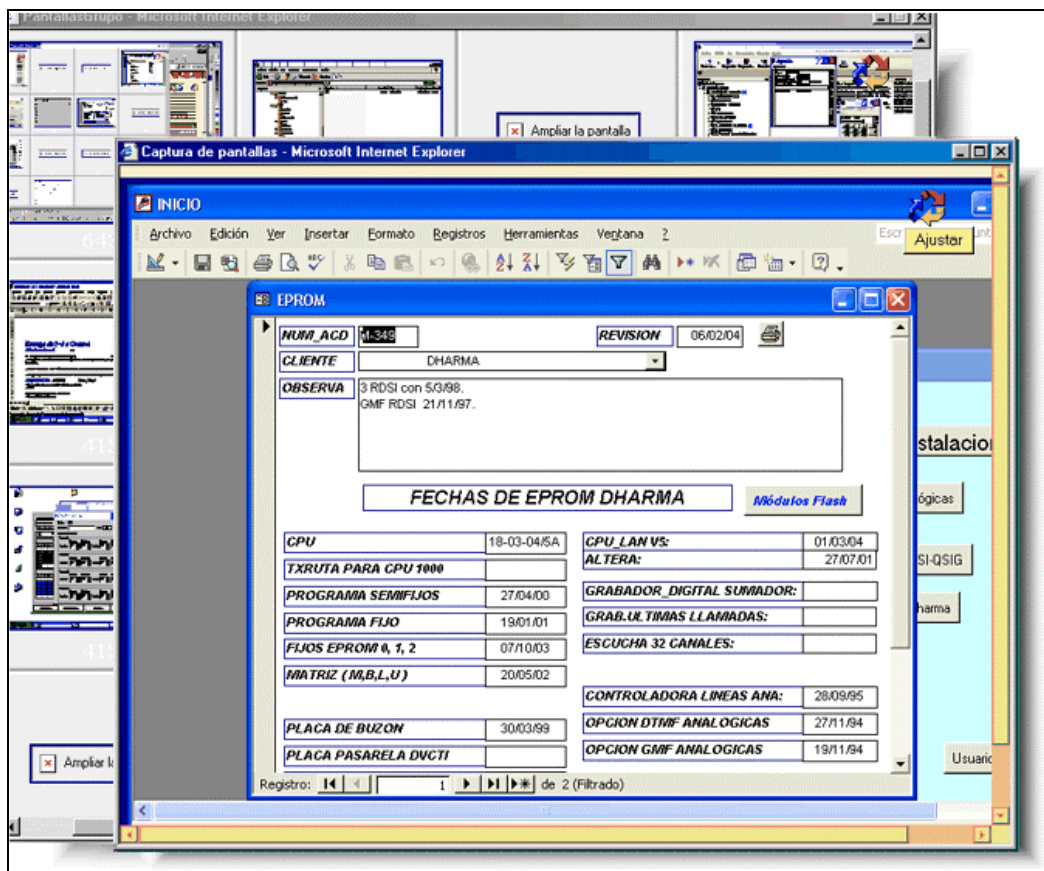 PantallasGrupo - Microsoft Internet Explorer
Ampliar la pantalla
Captura de pantallas - Microsoft Internet Explorer
INICIO
Archivo Edición Ver Insertar Formato Registros Herramientas Ventana ?
Ajustar
EPROM
NUM_ACD M-349 REVISION 06/02/04
CLIENTE DHARMA
OBSERVA 3 RDSI con 5/3/98.
GMF RDSI 21/11/97.
FECHAS DE EPROM DHARMA Módulos Flash
CPU 18-03-04/5A CPU_LAN V5: 01/03/04
ALTERA: 27/07/01
TXRUTA PARA CPU 1000
PROGRAMA SEMIFIJOS 27/04/00 GRABADOR_DIGITAL SUMADOR:
PROGRAMA FIJO 19/01/01 GRAB.ULTIMAS LLAMADAS:
FIJOS EPROM 0, 1, 2 07/10/03 ESCUCHA 32 CANALES:
MATRIZ (M,B,L,U) 20/05/02
CONTROLADORA LINEAS ANA: 28/09/95
PLACA DE BUZON 30/03/99 OPCION DTMF ANALOGICAS 27/11/94
PLACA PASARELA DVCTI OPCION GMF ANALOGICAS 19/11/94
Registro: 1 de 2 (Filtrado)
stalacio
ógicas
SI-QSIG
harma
Usuario
Ampliar la